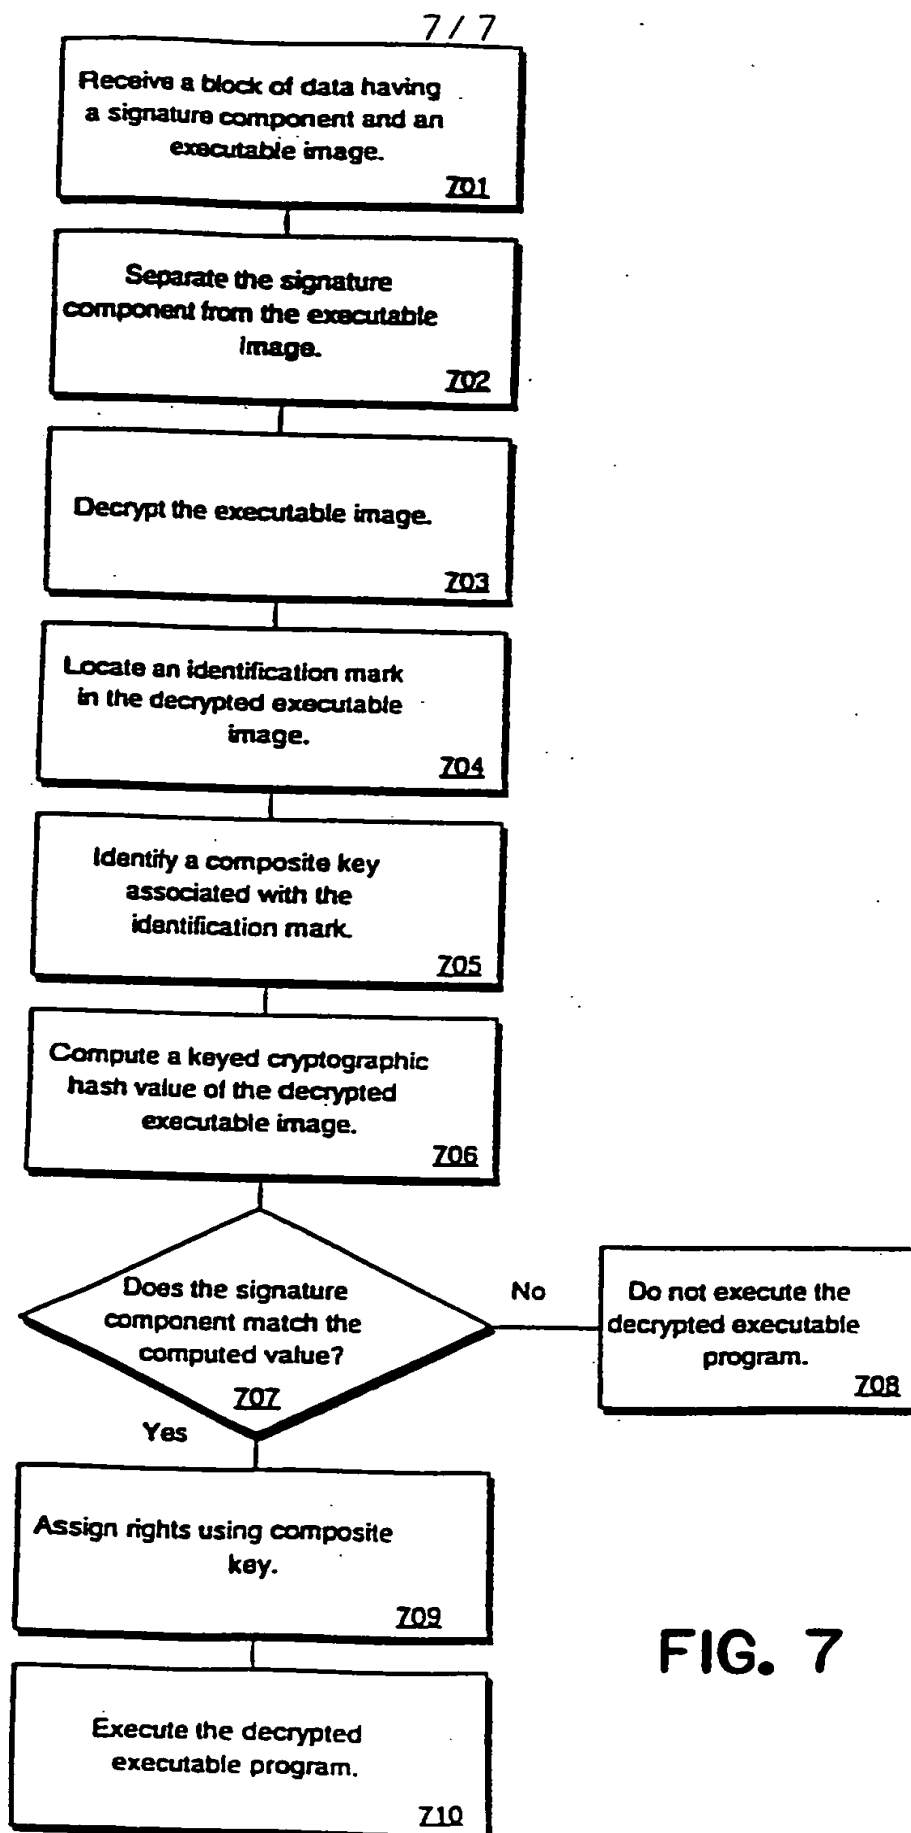 7 / 7
Receive a block of data having
a signature component and an
executable image.
701
Separate the signature
component from the executable
image.
702
Decrypt the executable image.
703
Locate an identification mark
in the decrypted executable
image.
704
Identify a composite key
associated with the
identification mark.
705
Compute a keyed cryptographic
hash value of the decrypted
executable image.
706
Does the signature
component match the
computed value?
707
No
Do not execute the
decrypted executable
program.
708
Yes
Assign rights using composite
key.
709
Execute the decrypted
executable program.
710
FIG. 7